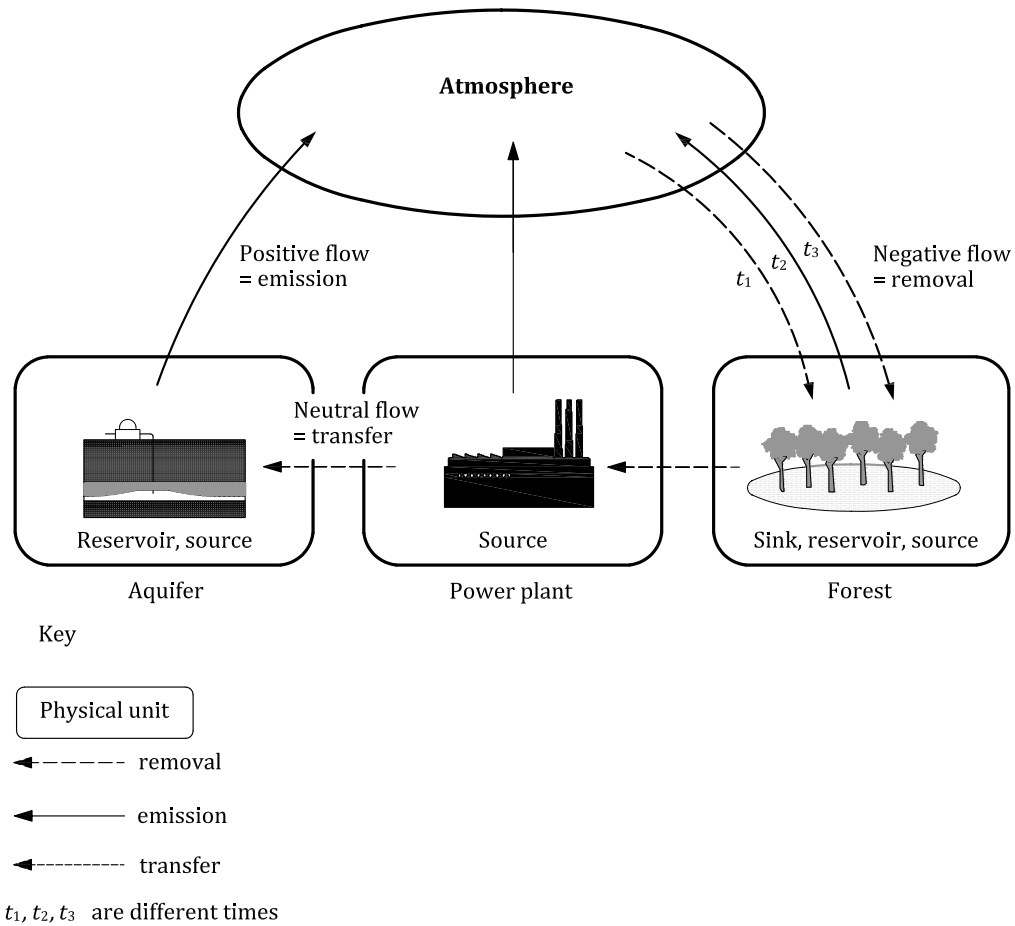 Atmosphere
Positive flow
= emission
t1
t2
t3
Negative flow
= removal
Neutral flow
= transfer
Reservoir, source
Source
Sink, reservoir, source
Aquifer
Power plant
Forest
Key
Physical unit
removal
emission
transfer
t1, t2, t3 are different times